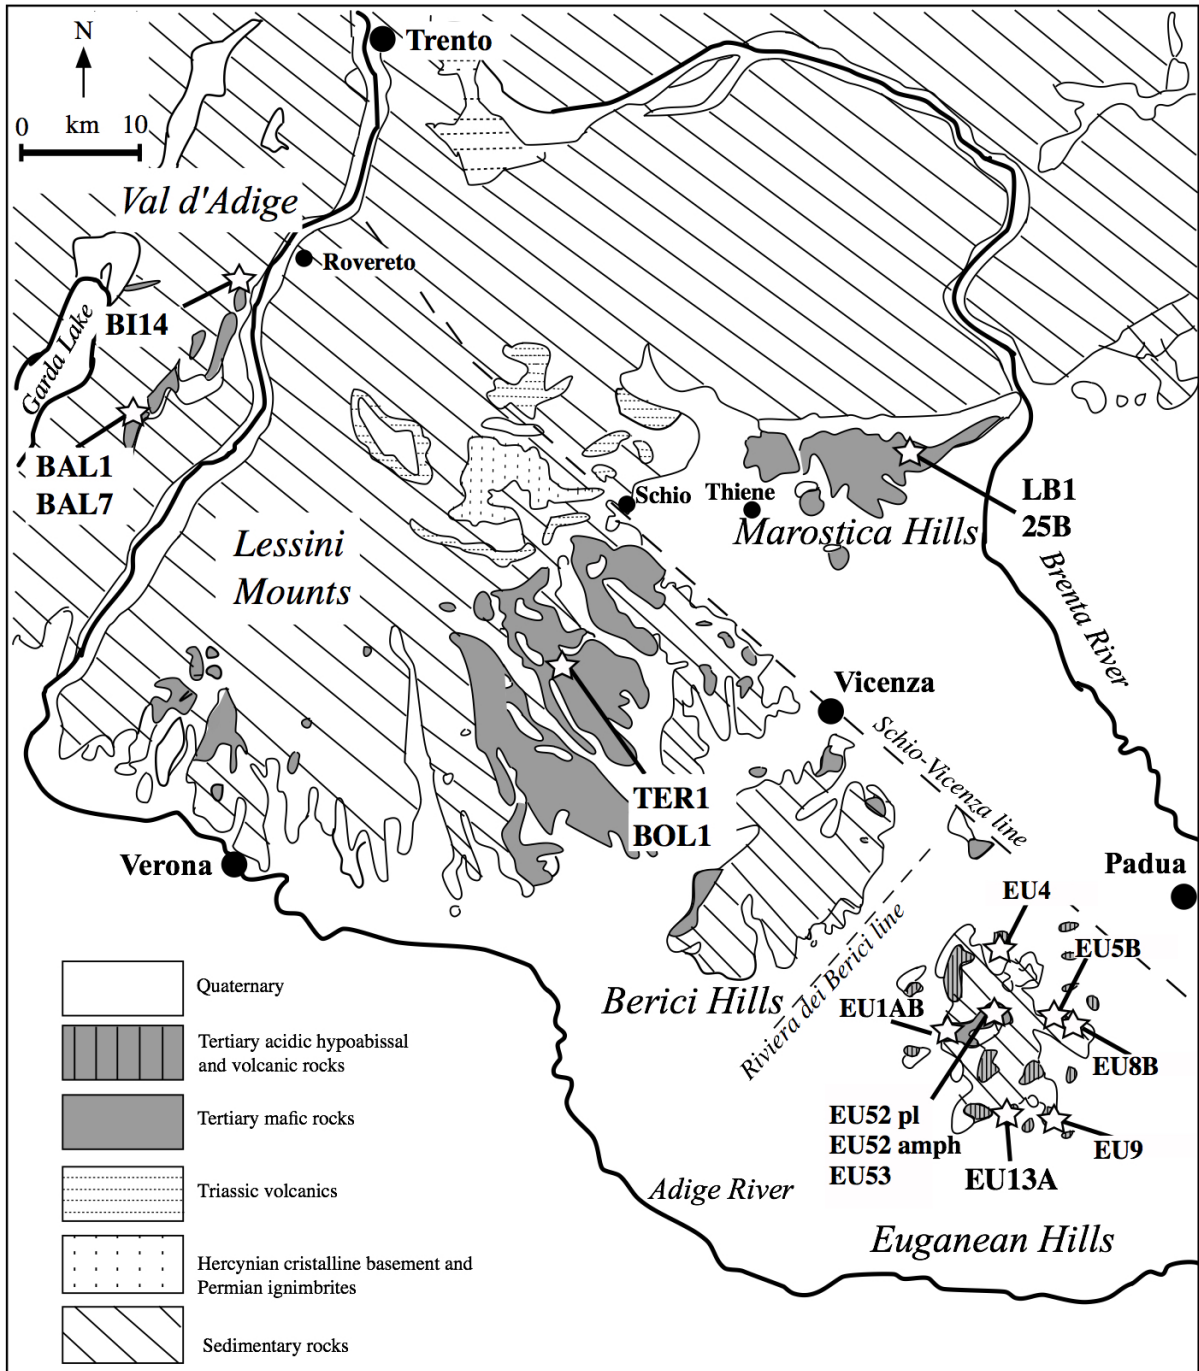 N
Trento
0 km 10
Val d'Adige
Rovereto
BI14
Garda Lake
BAL1
BAL7
Schio
Thiene
LB1
25B
Marostica Hills
Lessini
Mounts
Brenta River
Vicenza
Schio-Vicenza line
TER1
BOL1
Verona
Padua
EU4
EU5B
Berici Hills
Riviera dei Berici line
EU1AB
EU8B
EU52 pl
EU52 amph
EU53
EU9
EU13A
Adige River
Euganean Hills
Quaternary
Tertiary acidic hypoabissal
and volcanic rocks
Tertiary mafic rocks
Triassic volcanics
Hercynian cristalline basement and
Permian ignimbrites
Sedimentary rocks